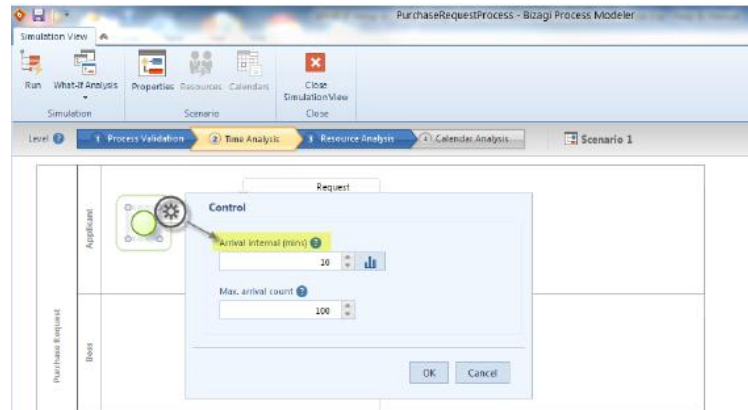 PurchaseRequestProcess - Bizagi Process Modeler
Simulation View
Run What-If Analysis Properties Resources Calendars Close Simulation View
Simulation Scenario Close
Level 1 Process Validation 2 Time Analysis 3 Resource Analysis 4 Calendar Analysis Scenario 1
Request
Control
Applicant
Arrival internal (mins)
10
Max. arrival count
100
Purchase Request
Boss
OK Cancel